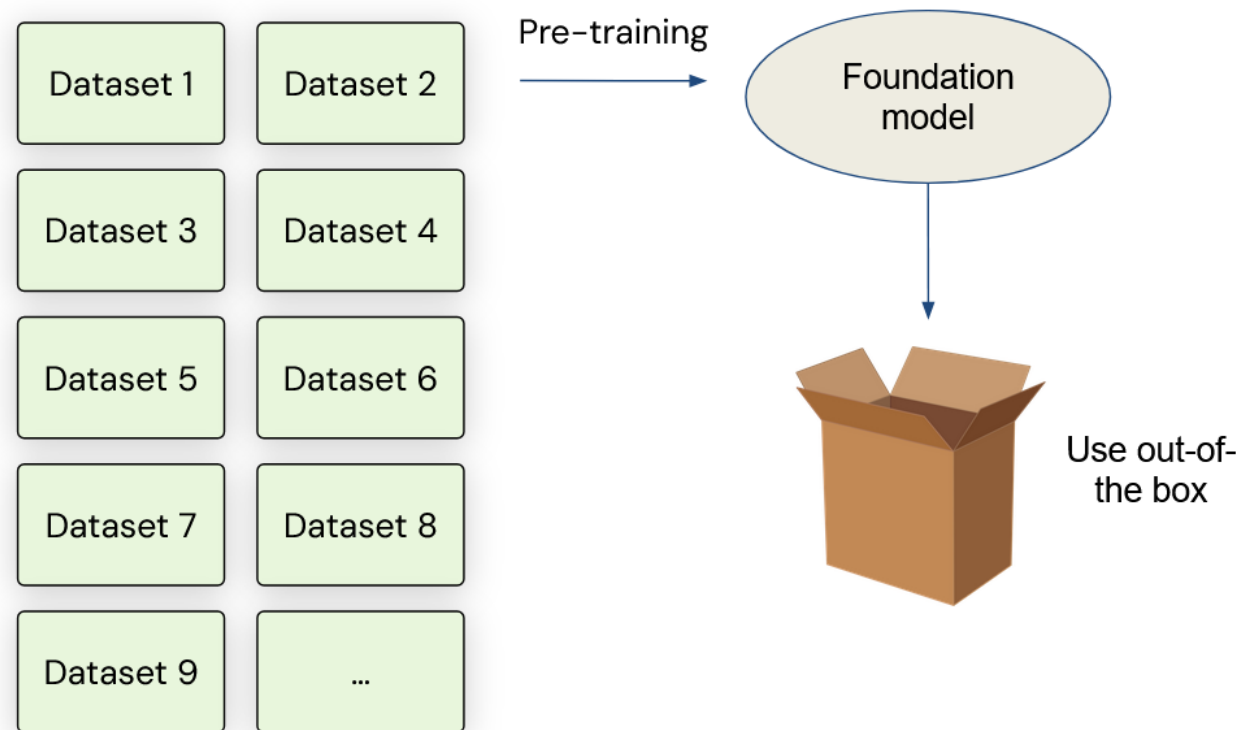 Dataset 1
Dataset 2
Pre-training
Foundation
model
Dataset 3
Dataset 4
Dataset 5
Dataset 6
Use out-of-
the box
Dataset 7
Dataset 8
Dataset 9
...